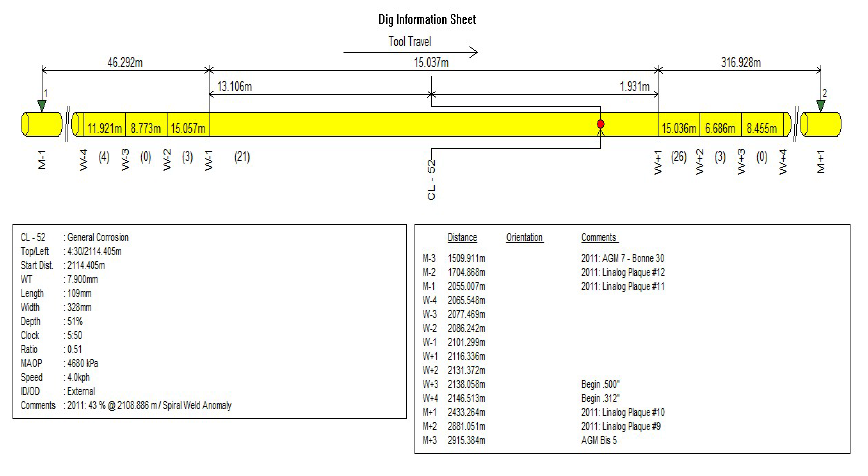 Dig Information Sheet
Tool Travel
46.292m 15.037m 316.928m
13.106m 1.931m
1 2
11.921m 8.773m 15.057m 15.036m 6.686m 8.455m
M-1 W-4 (4) W-3 (0) W-2 (3) W-1 (21) CL - 52 W+1 (26) W+2 (3) W+3 (0) W+4 M+1
CL - 52 : General Corrosion
Top/Left : 4:30/2114.405m
Start Dist. : 2114.405m
WT : 7.900mm
Length : 109mm
Width : 328mm
Depth : 51%
Clock : 5:50
Ratio : 0.51
MAOP : 4680 kPa
Speed : 4.0kph
ID/OD : External
Comments : 2011: 43 % @ 2108.886 m / Spiral Weld Anomaly
Distance Orientation Comments
M-3 1509.911m 2011: AGM 7 - Bonne 30
M-2 1704.868m 2011: Linalog Plaque #12
M-1 2055.007m 2011: Linalog Plaque #11
W-4 2065.548m
W-3 2077.469m
W-2 2086.242m
W-1 2101.299m
W+1 2116.336m
W+2 2131.372m
W+3 2138.058m Begin .500"
W+4 2146.513m Begin .312"
M+1 2433.264m 2011: Linalog Plaque #10
M+2 2881.051m 2011: Linalog Plaque #9
M+3 2915.384m AGM Bis 5